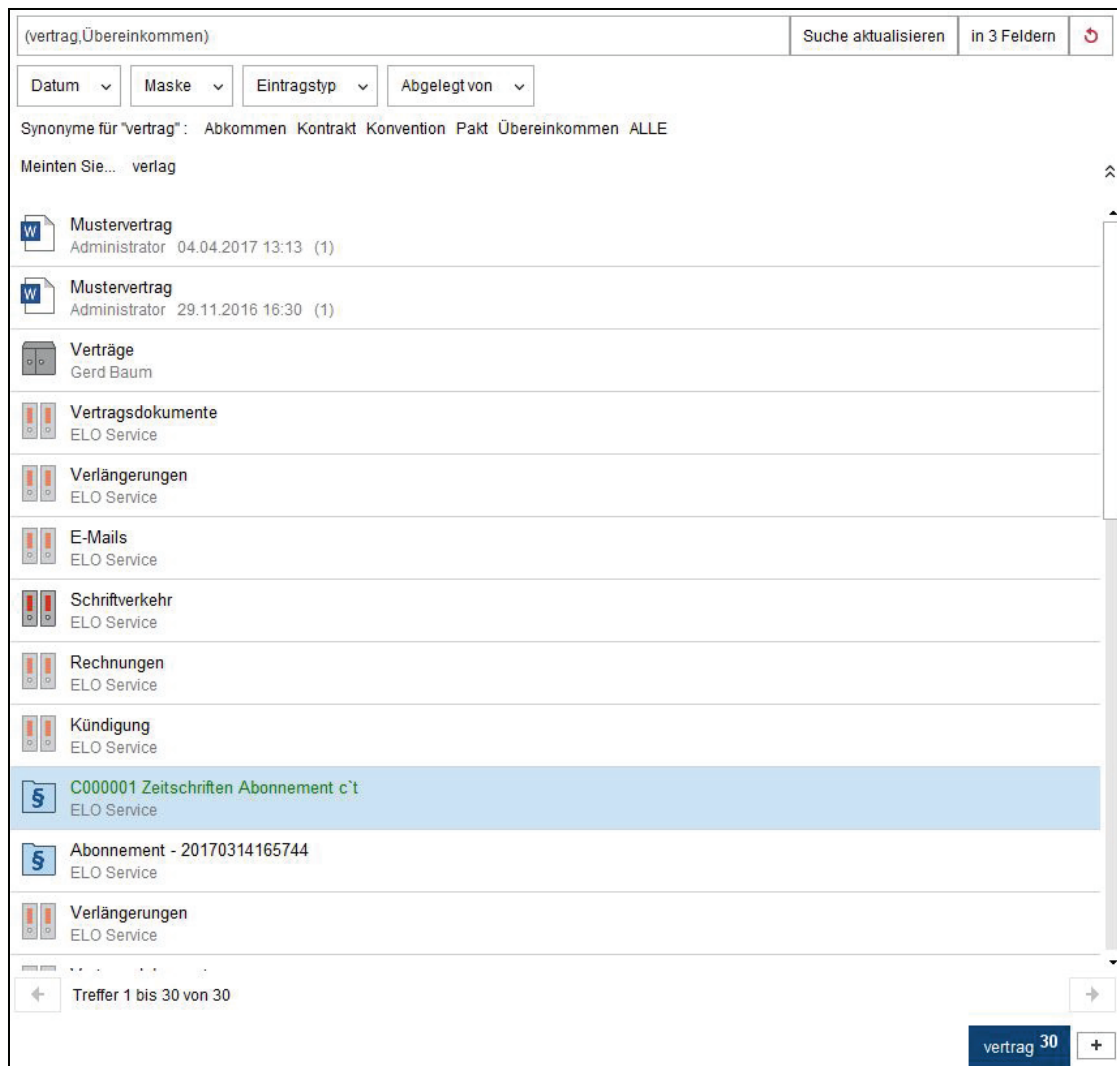 (vertrag,Übereinkommen) Suche aktualisieren in 3 Feldern
Datum Maske Eintragstyp Abgelegt von
Synonyme für "vertrag" : Abkommen Kontrakt Konvention Pakt Übereinkommen ALLE
Meinten Sie... verlag
Mustervertrag
Administrator 04.04.2017 13:13 (1)
Mustervertrag
Administrator 29.11.2016 16:30 (1)
Verträge
Gerd Baum
Vertragsdokumente
ELO Service
Verlängerungen
ELO Service
E-Mails
ELO Service
Schriftverkehr
ELO Service
Rechnungen
ELO Service
Kündigung
ELO Service
C000001 Zeitschriften Abonnement c`t
ELO Service
Abonnement - 20170314165744
ELO Service
Verlängerungen
ELO Service
Treffer 1 bis 30 von 30
vertrag 30 +